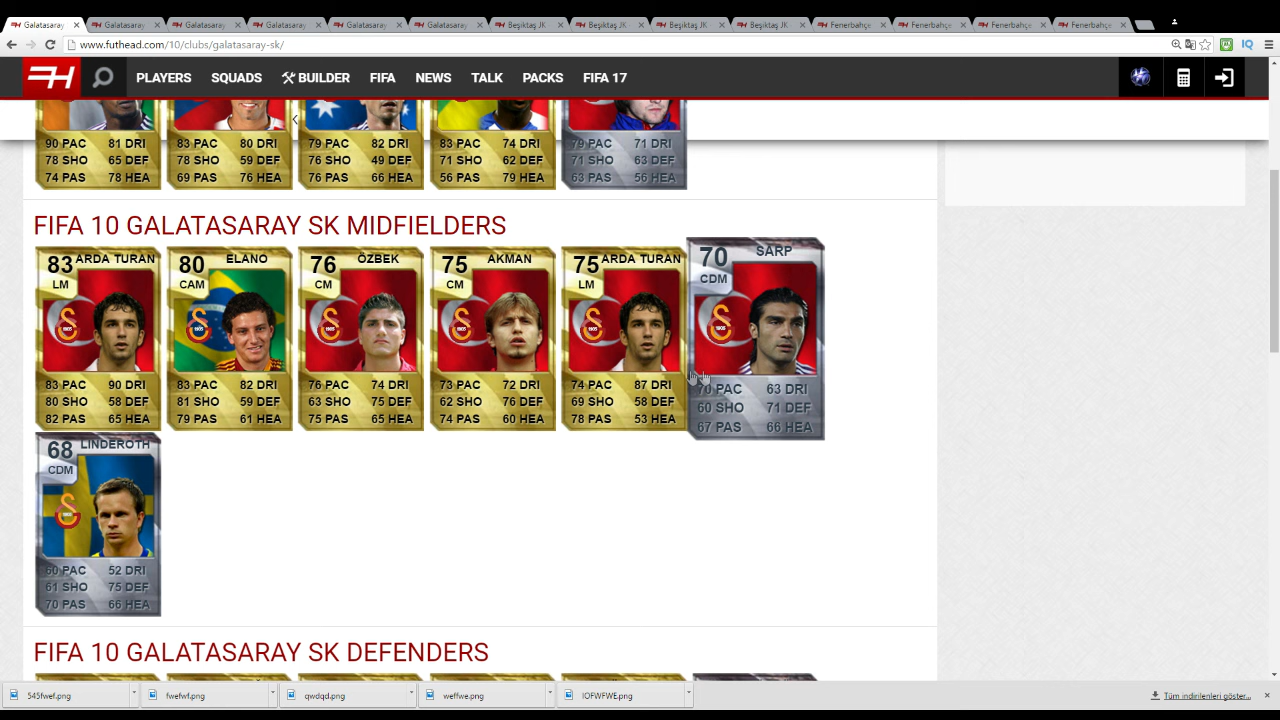 Galatasaray
Galatasaray
Galatasaray
Galatasaray
Galatasaray
Galatasaray
Beşiktaş JK
Beşiktaş JK
Beşiktaş JK
Beşiktaş JK
Fenerbahçe
Fenerbahçe
Fenerbahçe
Fenerbahçe
www.futhead.com/10/clubs/galatasaray-sk/
IQ
FH PLAYERS SQUADS BUILDER FIFA NEWS TALK PACKS FIFA 17
90 PAC 81 DRI
78 SHO 65 DEF
74 PAS 78 HEA
83 PAC 80 DRI
78 SHO 59 DEF
69 PAS 76 HEA
79 PAC 82 DRI
76 SHO 49 DEF
76 PAS 66 HEA
83 PAC 74 DRI
71 SHO 62 DEF
56 PAS 79 HEA
79 PAC 71 DRI
71 SHO 63 DEF
63 PAS 56 HEA
FIFA 10 GALATASARAY SK MIDFIELDERS
83 ARDA TURAN
LM
83 PAC 90 DRI
80 SHO 58 DEF
82 PAS 65 HEA
80 ELANO
CAM
83 PAC 82 DRI
81 SHO 59 DEF
79 PAS 61 HEA
76 ÖZBEK
CM
76 PAC 74 DRI
63 SHO 75 DEF
75 PAS 65 HEA
75 AKMAN
CM
73 PAC 72 DRI
62 SHO 76 DEF
74 PAS 60 HEA
75 ARDA TURAN
LM
74 PAC 87 DRI
69 SHO 58 DEF
78 PAS 53 HEA
70 SARP
CDM
70 PAC 63 DRI
60 SHO 71 DEF
67 PAS 66 HEA
68 LINDEROTH
CDM
60 PAC 52 DRI
61 SHO 75 DEF
70 PAS 66 HEA
FIFA 10 GALATASARAY SK DEFENDERS
545fwef.png
fwefwf.png
qwdqd.png
weffwe.png
IOFWFWE.png
Tüm indirilenleri göster...